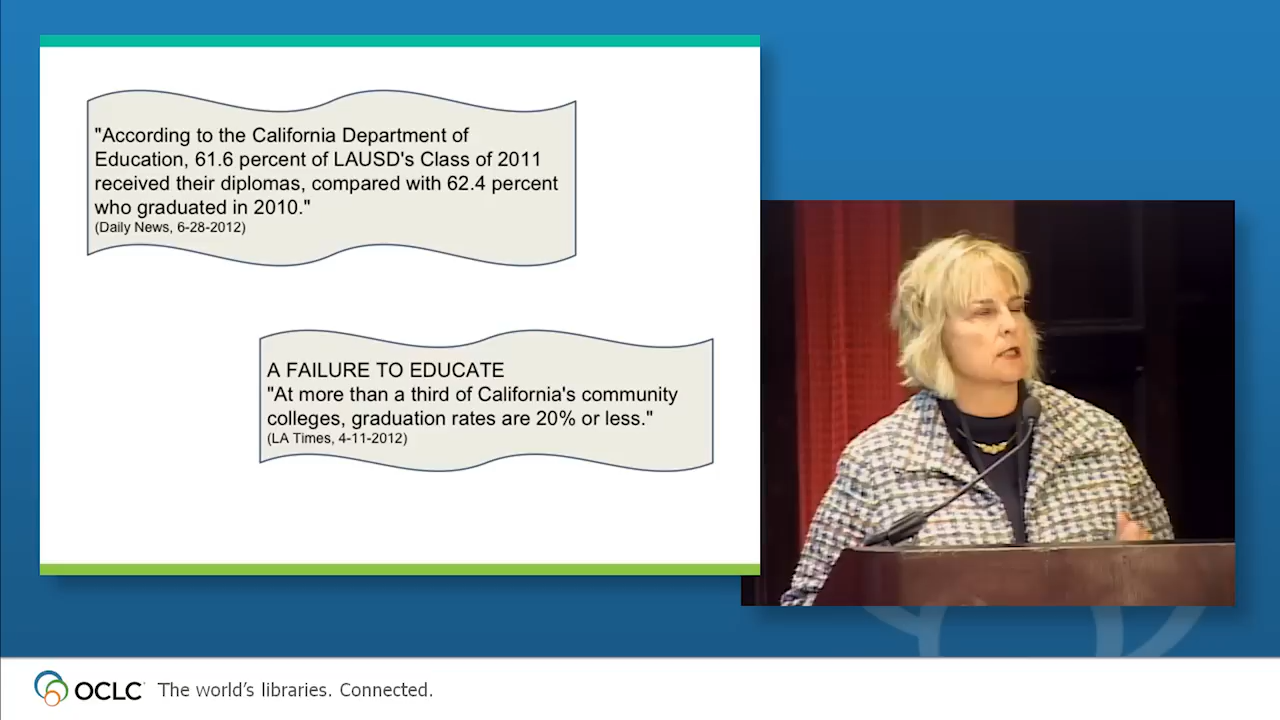 "According to the California Department of
Education, 61.6 percent of LAUSD's Class of 2011
received their diplomas, compared with 62.4 percent
who graduated in 2010."
(Daily News, 6-28-2012)
A FAILURE TO EDUCATE
"At more than a third of California's community
colleges, graduation rates are 20% or less."
(LA Times, 4-11-2012)
OCLC The world's libraries. Connected.